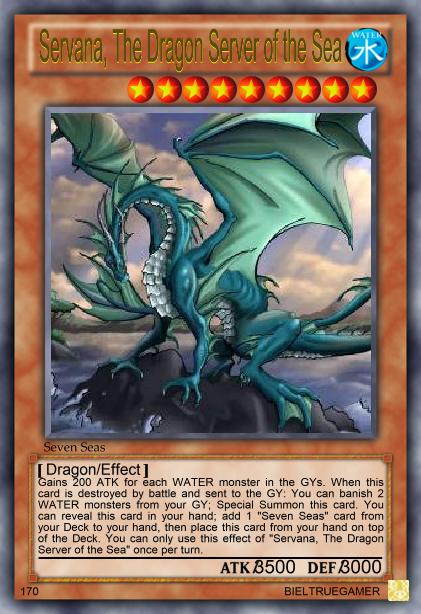 Servana, The Dragon Server of the Sea
WATER
水
Seven Seas
[ Dragon/Effect ]
Gains 200 ATK for each WATER monster in the GYs. When this
card is destroyed by battle and sent to the GY: You can banish 2
WATER monsters from your GY; Special Summon this card. You
can reveal this card in your hand; add 1 "Seven Seas" card from
your Deck to your hand, then place this card from your hand on top
of the Deck. You can only use this effect of "Servana, The Dragon
Server of the Sea" once per turn.
ATK 8500 DEF 8000
170 BIELTRUEGAMER